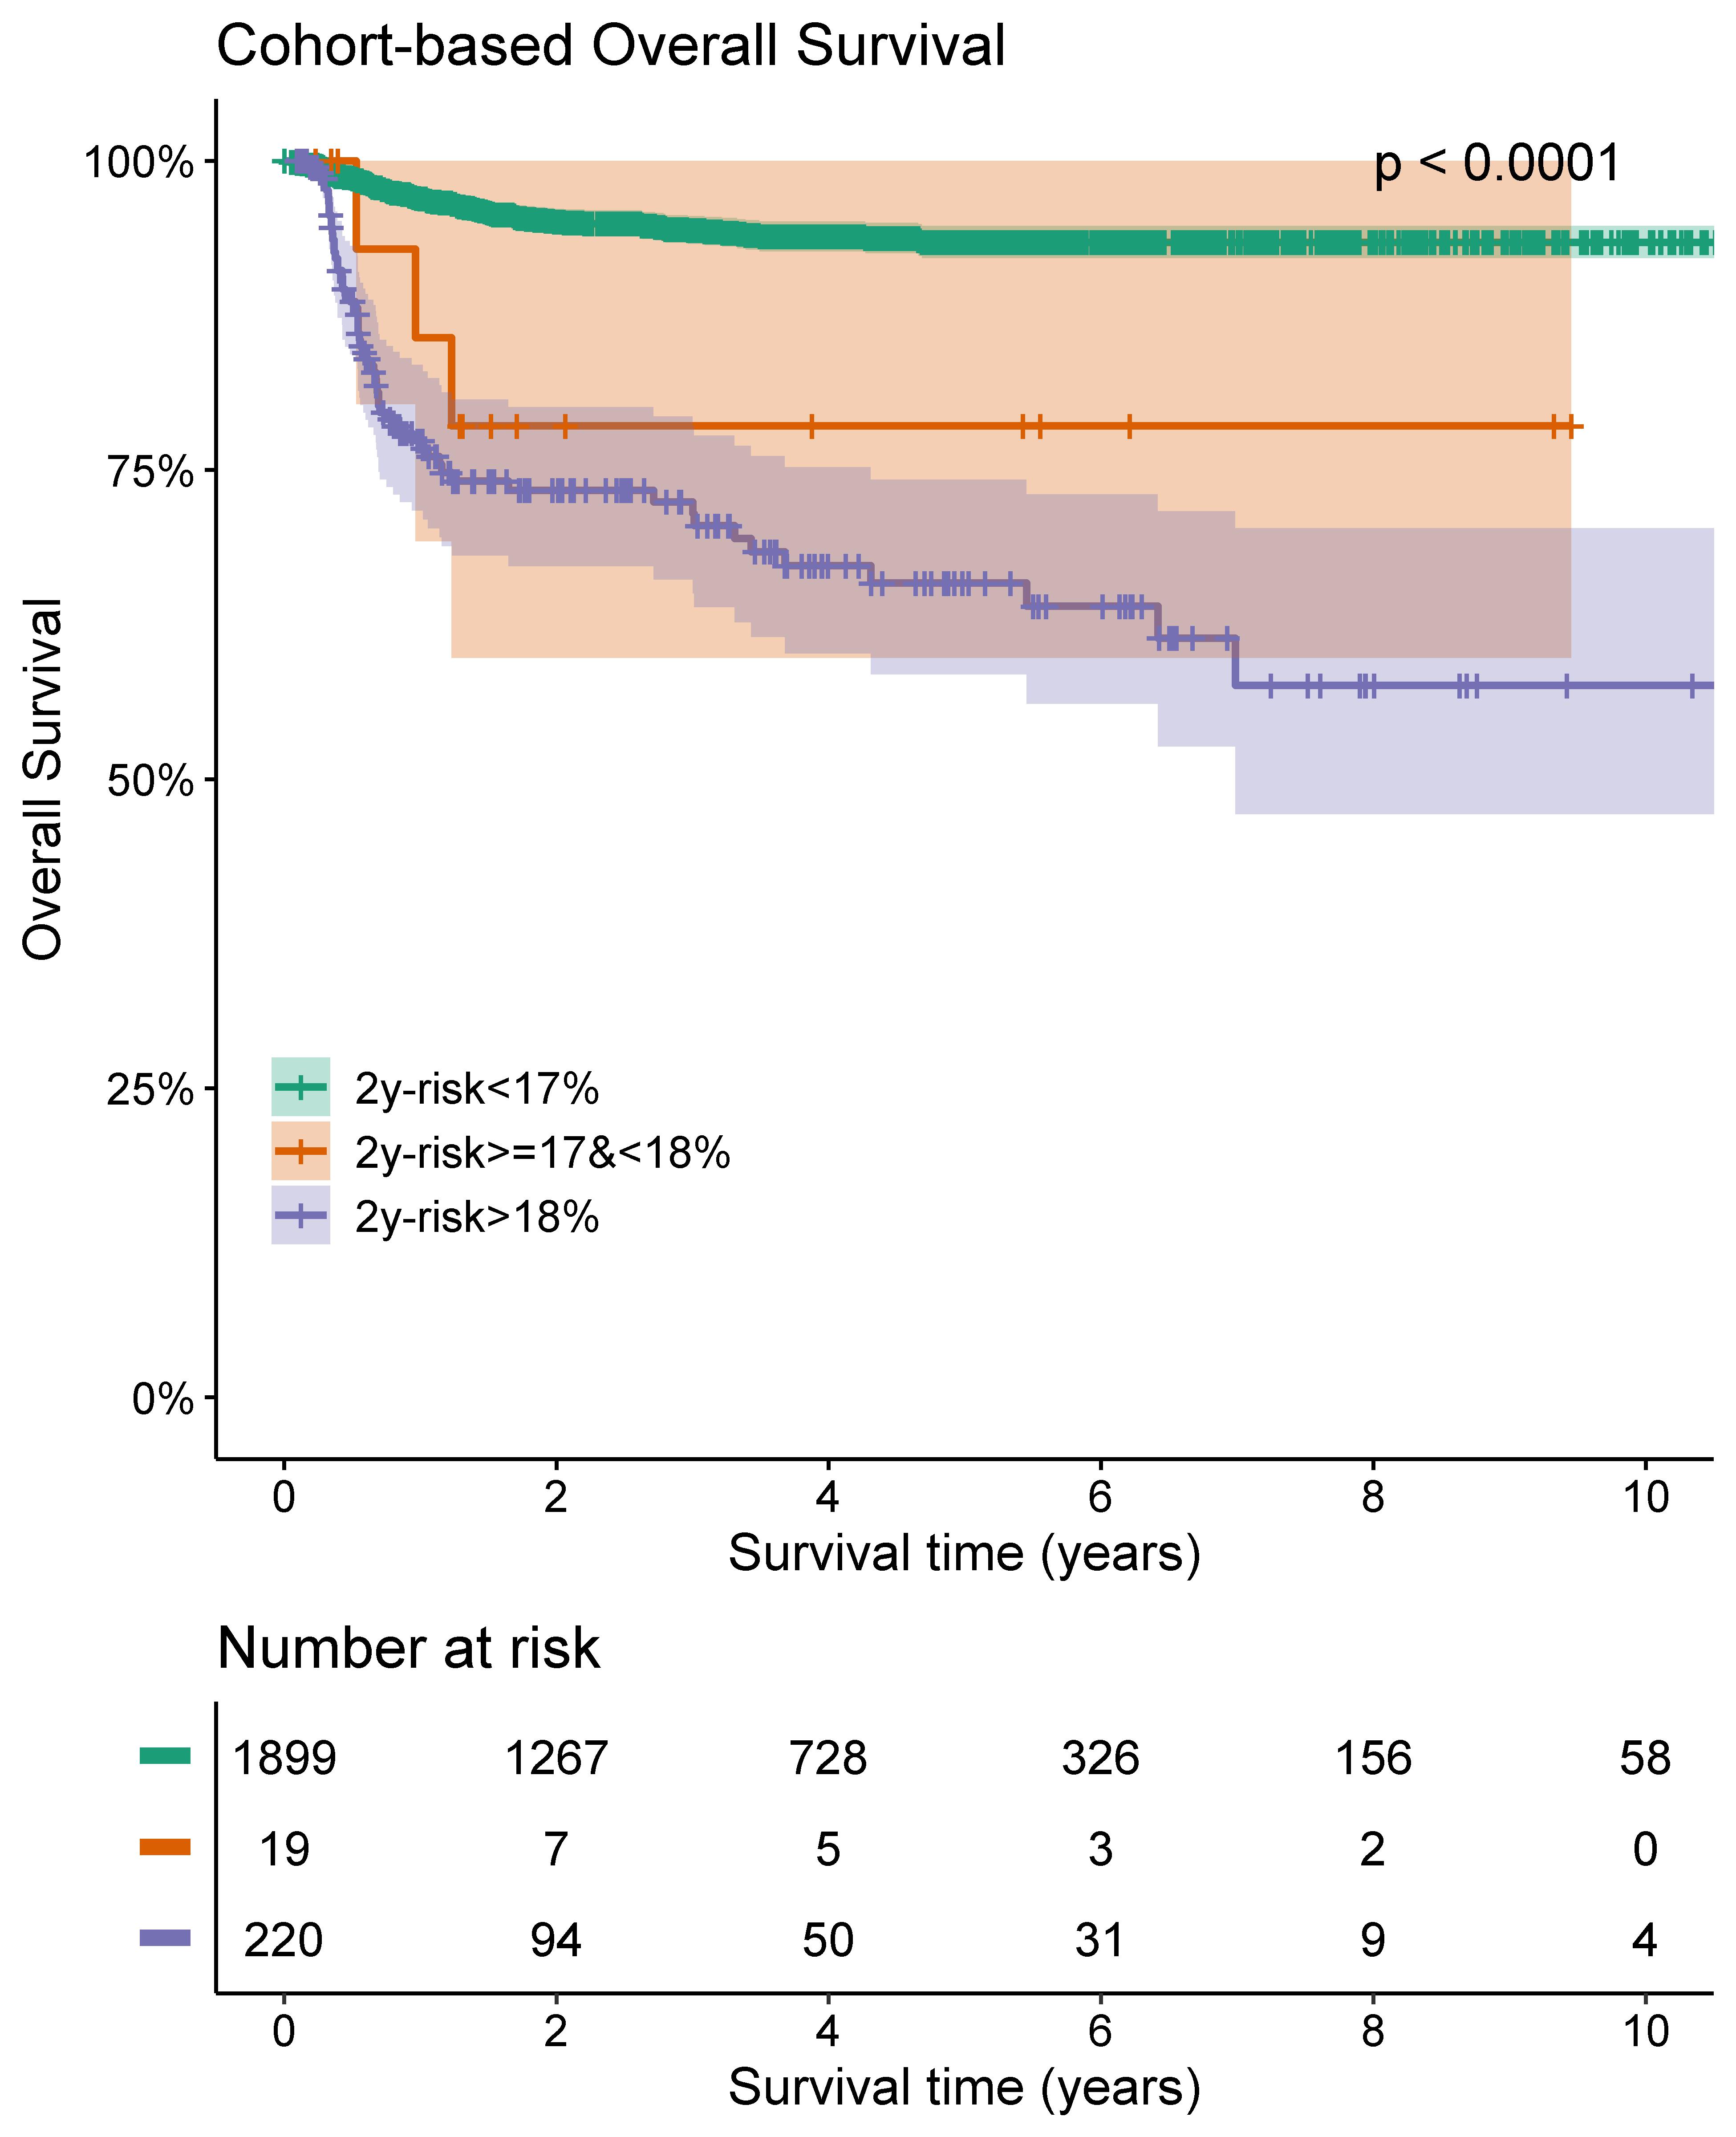 Cohort-based Overall Survival
p < 0.0001
100%
75%
50%
25%
0%
Overall Survival
2y-risk<17%
2y-risk>=17&<18%
2y-risk>18%
0 2 4 6 8 10
Survival time (years)
Number at risk
1899 1267 728 326 156 58
19 7 5 3 2 0
220 94 50 31 9 4
0 2 4 6 8 10
Survival time (years)